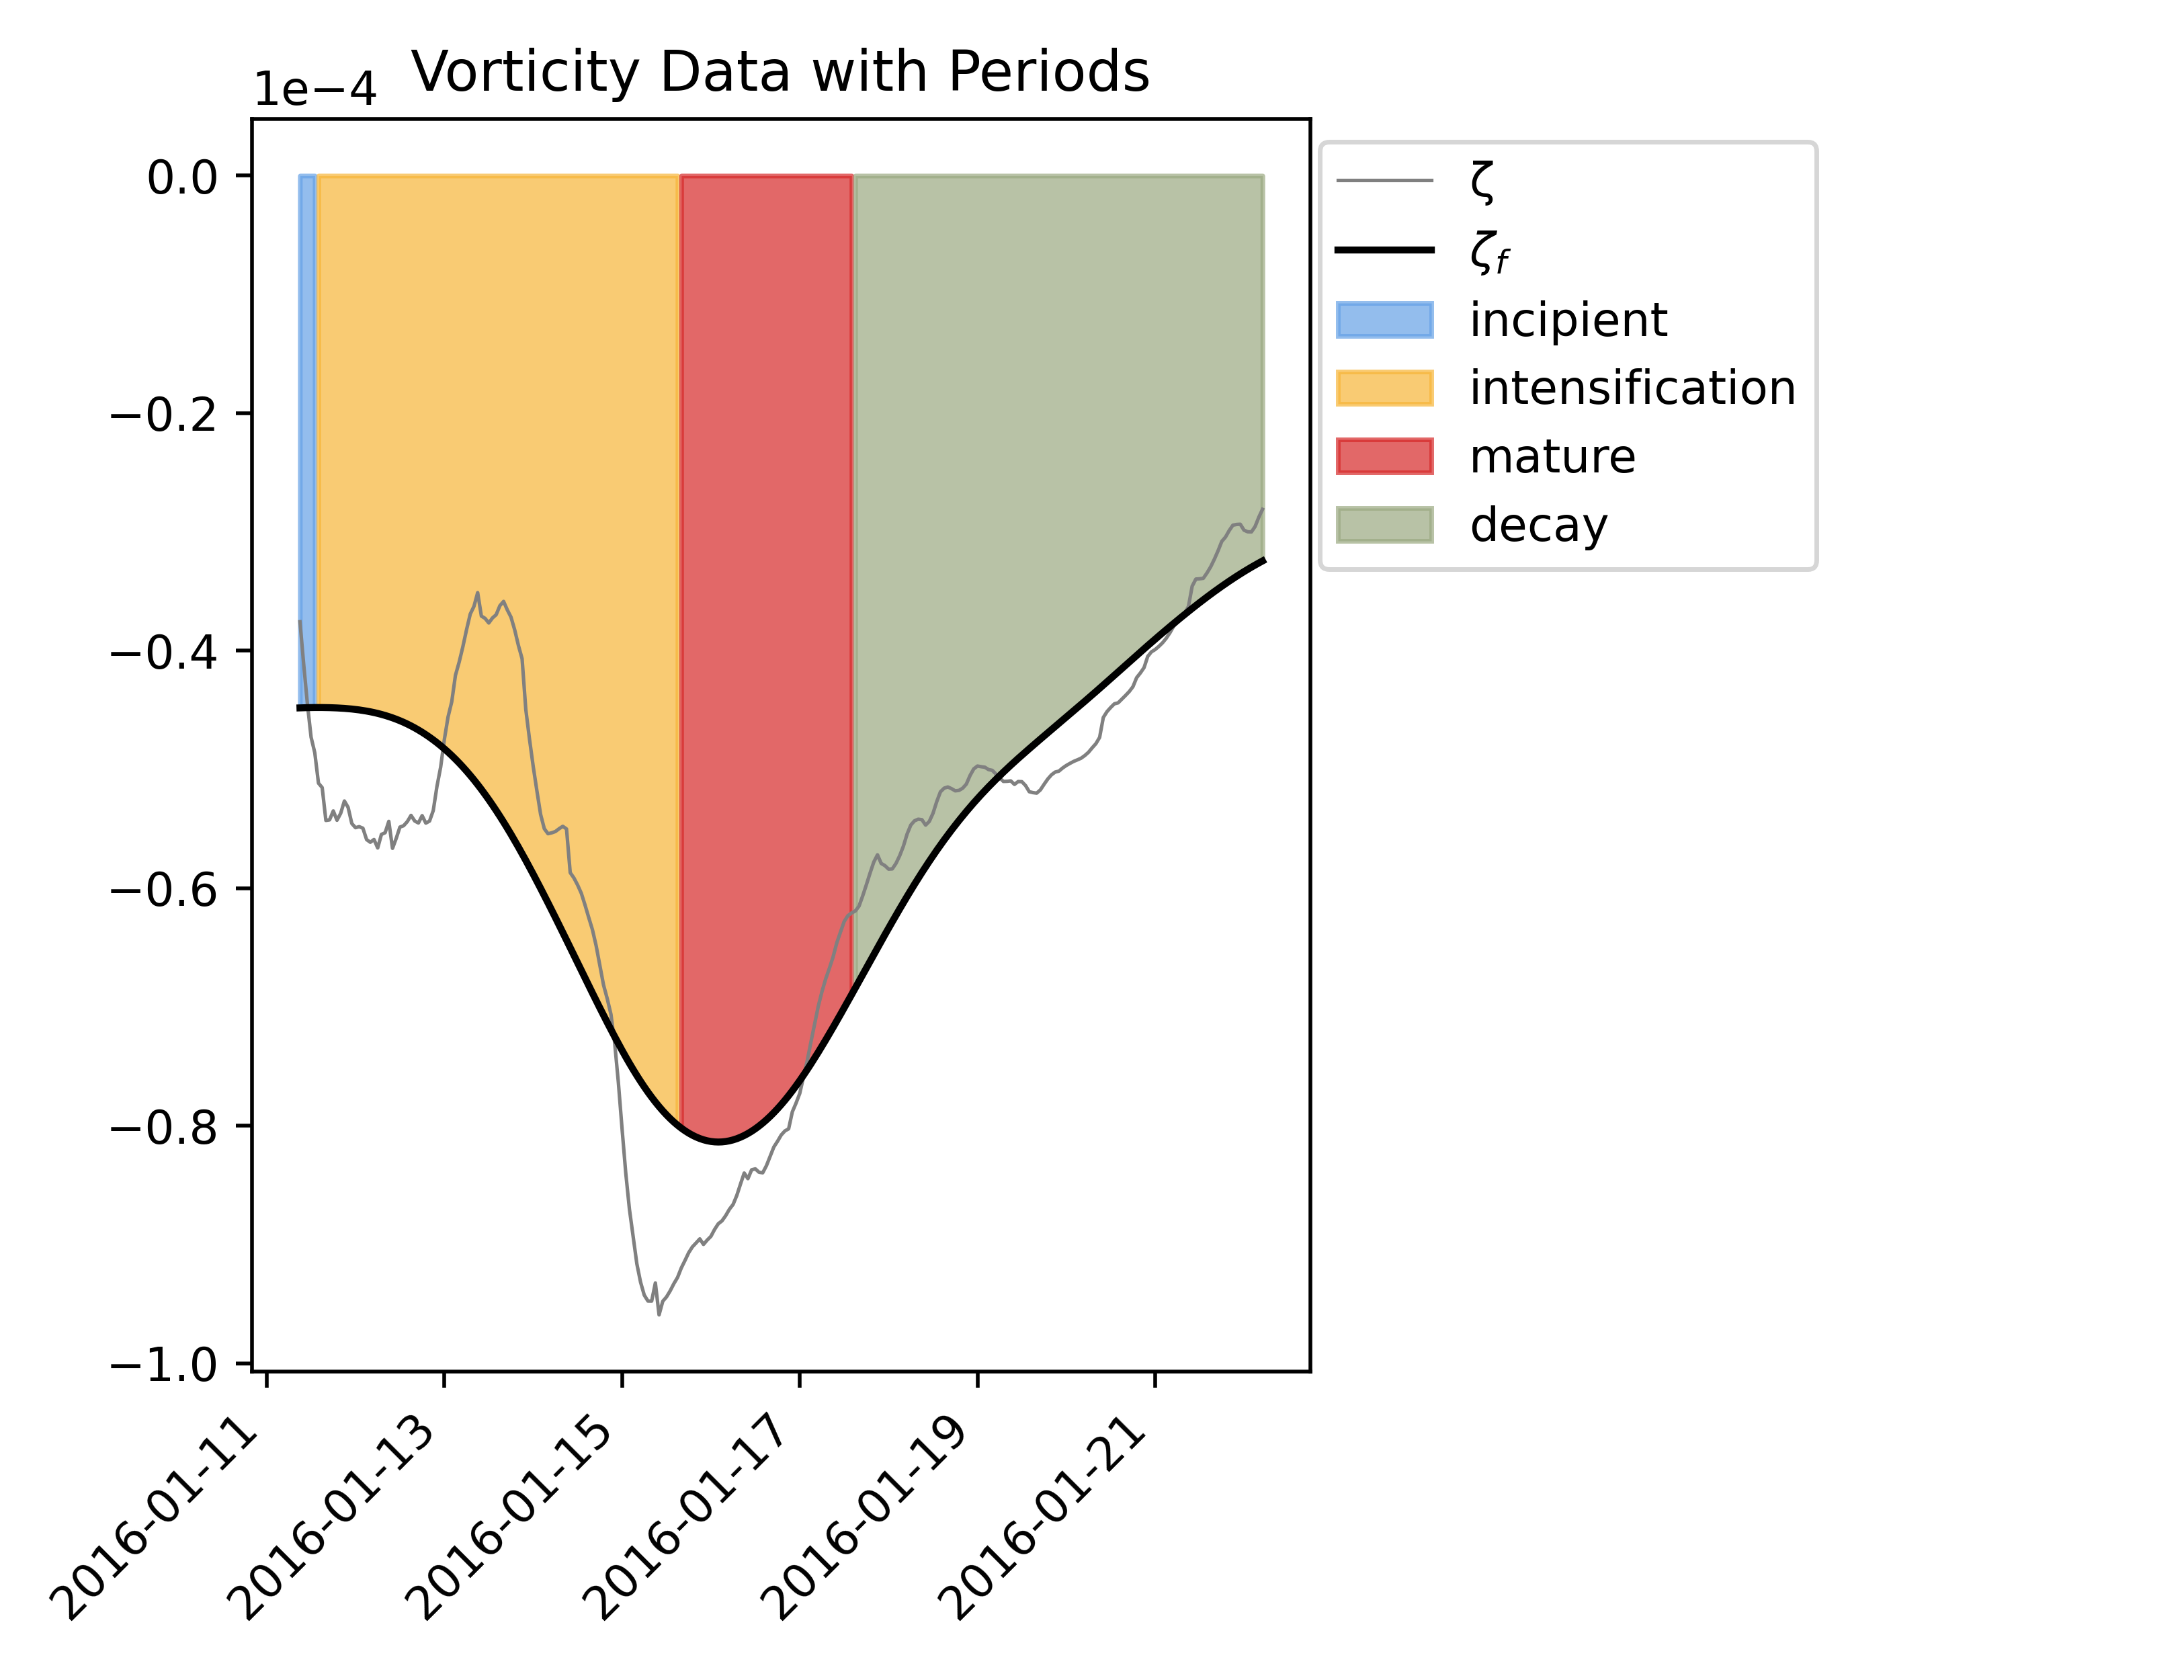 Vorticity Data with Periods
1e−4
0.0
−0.2
−0.4
−0.6
−0.8
−1.0
2016-01-11
2016-01-13
2016-01-15
2016-01-17
2016-01-19
2016-01-21
ζ
ζf
incipient
intensification
mature
decay